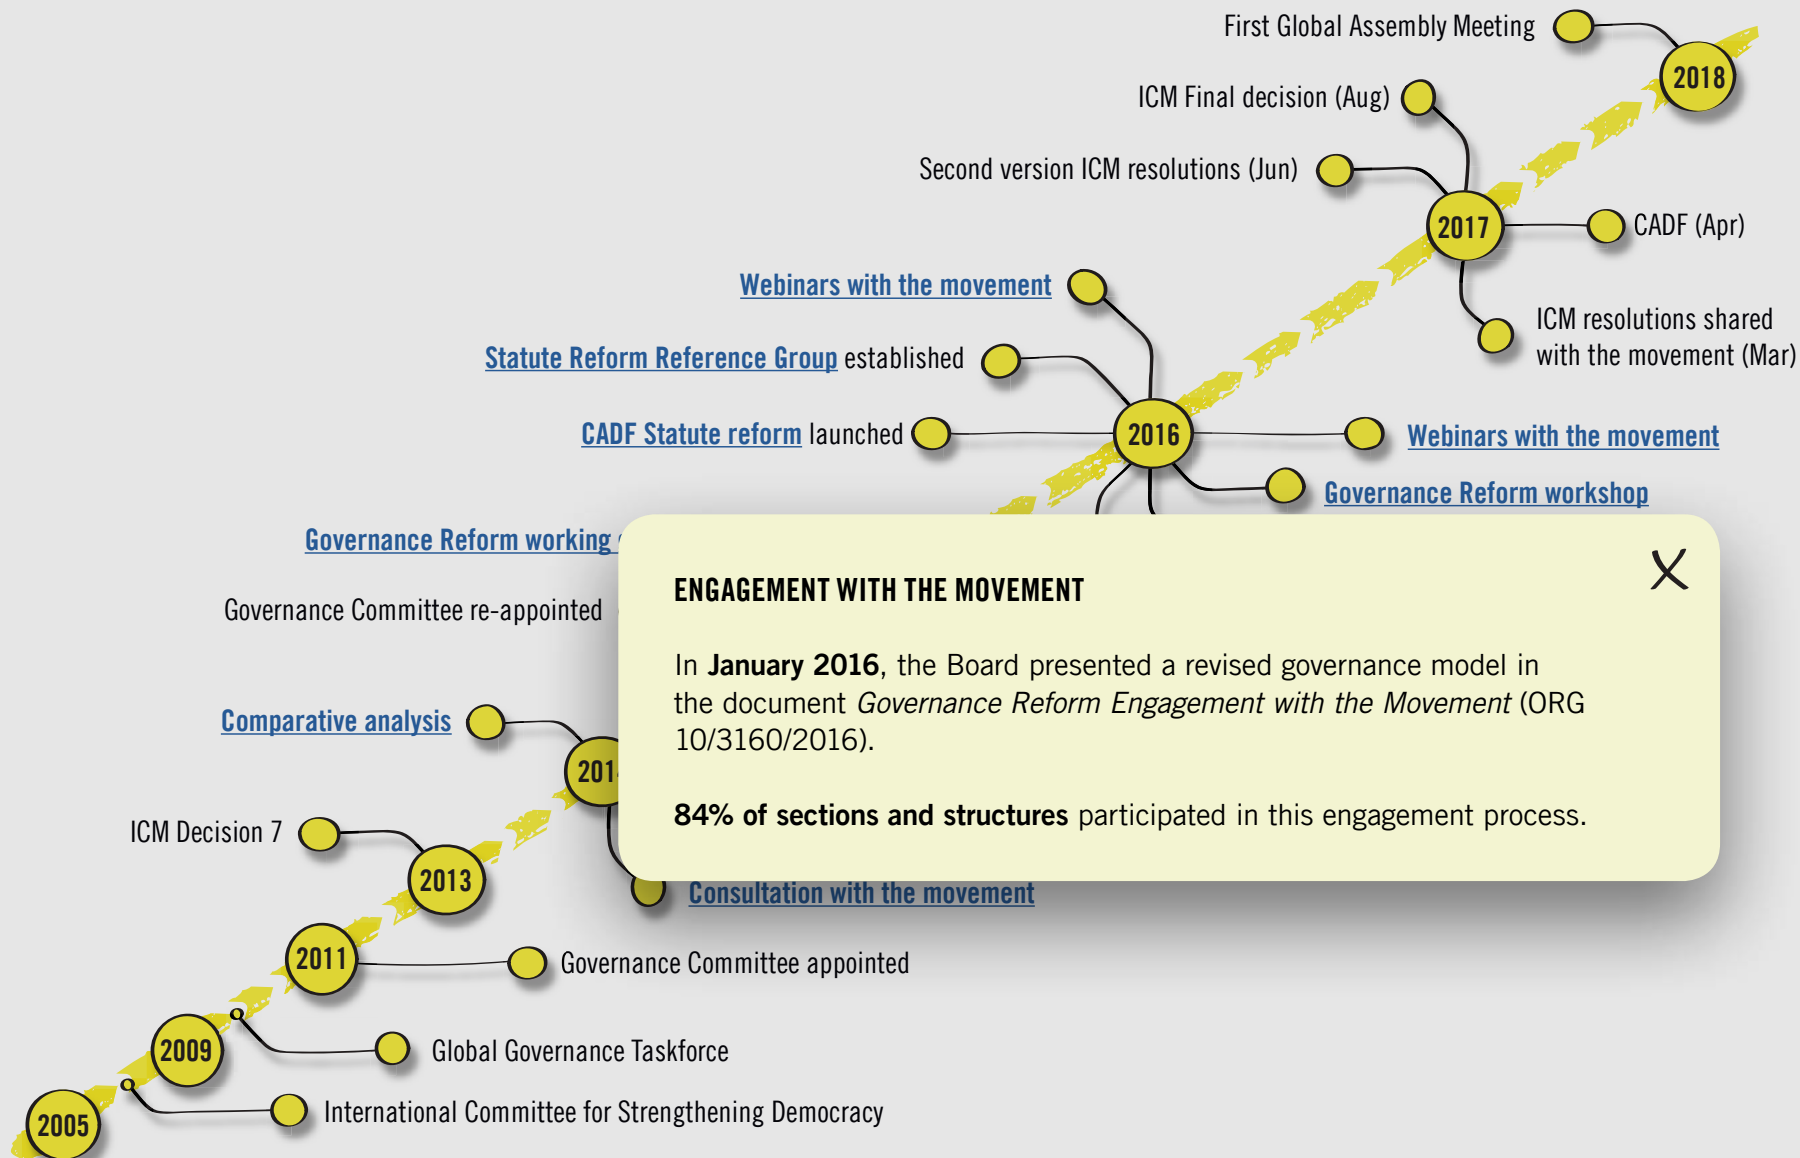 First Global Assembly Meeting
2018
ICM Final decision (Aug)
Second version ICM resolutions (Jun)
2017
CADF (Apr)
Webinars with the movement
ICM resolutions shared
with the movement (Mar)
Statute Reform Reference Group established
CADF Statute reform launched
2016
Webinars with the movement
Governance Reform workshop
Governance Reform working
Governance Committee re-appointed
ENGAGEMENT WITH THE MOVEMENT
In January 2016, the Board presented a revised governance model in
the document Governance Reform Engagement with the Movement (ORG
10/3160/2016).
84% of sections and structures participated in this engagement process.
Comparative analysis
ICM Decision 7
2013
Consultation with the movement
2011
Governance Committee appointed
2009
Global Governance Taskforce
International Committee for Strengthening Democracy
2005